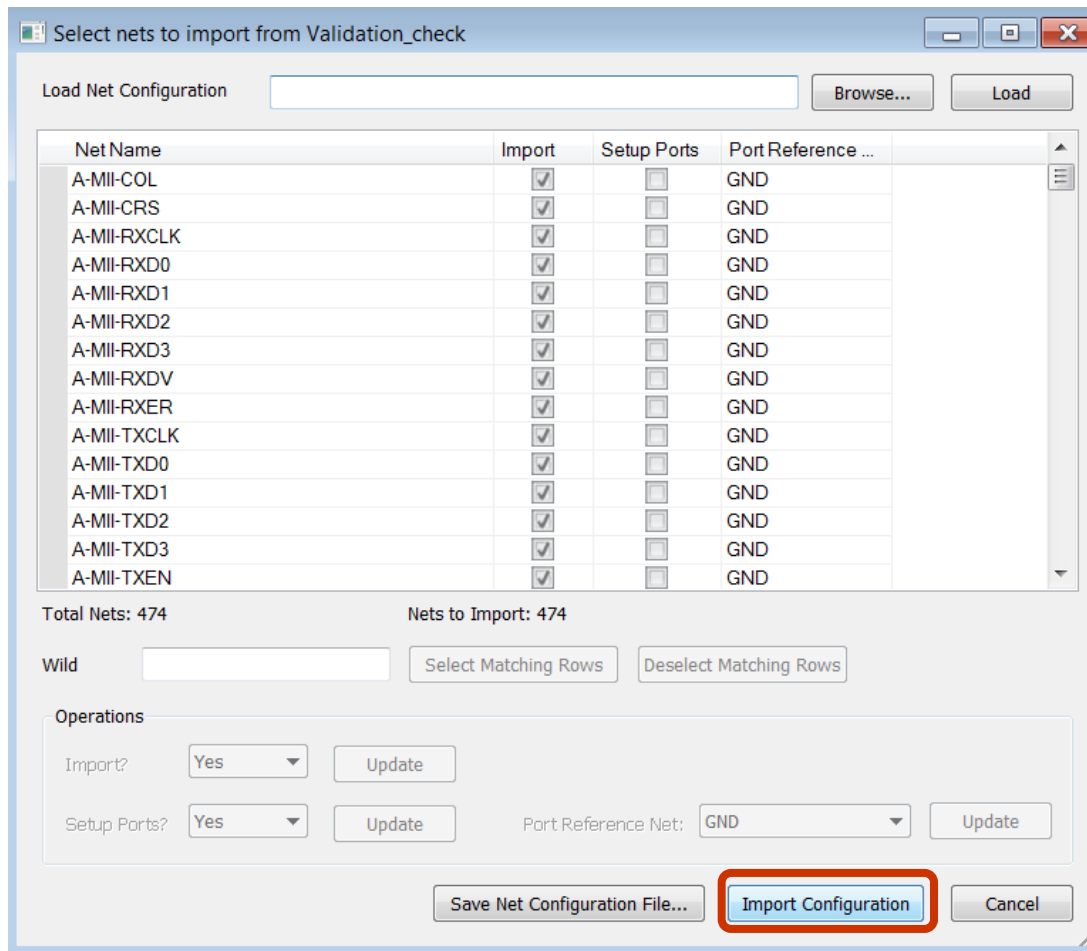 Select nets to import from Validation_check
Load Net Configuration Browse... Load
Net Name Import Setup Ports Port Reference ...
A-MII-COL GND
A-MII-CRS GND
A-MII-RXCLK GND
A-MII-RXD0 GND
A-MII-RXD1 GND
A-MII-RXD2 GND
A-MII-RXD3 GND
A-MII-RXDV GND
A-MII-RXER GND
A-MII-TXCLK GND
A-MII-TXD0 GND
A-MII-TXD1 GND
A-MII-TXD2 GND
A-MII-TXD3 GND
A-MII-TXEN GND
Total Nets: 474 Nets to Import: 474
Wild Select Matching Rows Deselect Matching Rows
Operations
Import? Yes Update
Setup Ports? Yes Update Port Reference Net: GND Update
Save Net Configuration File... Import Configuration Cancel